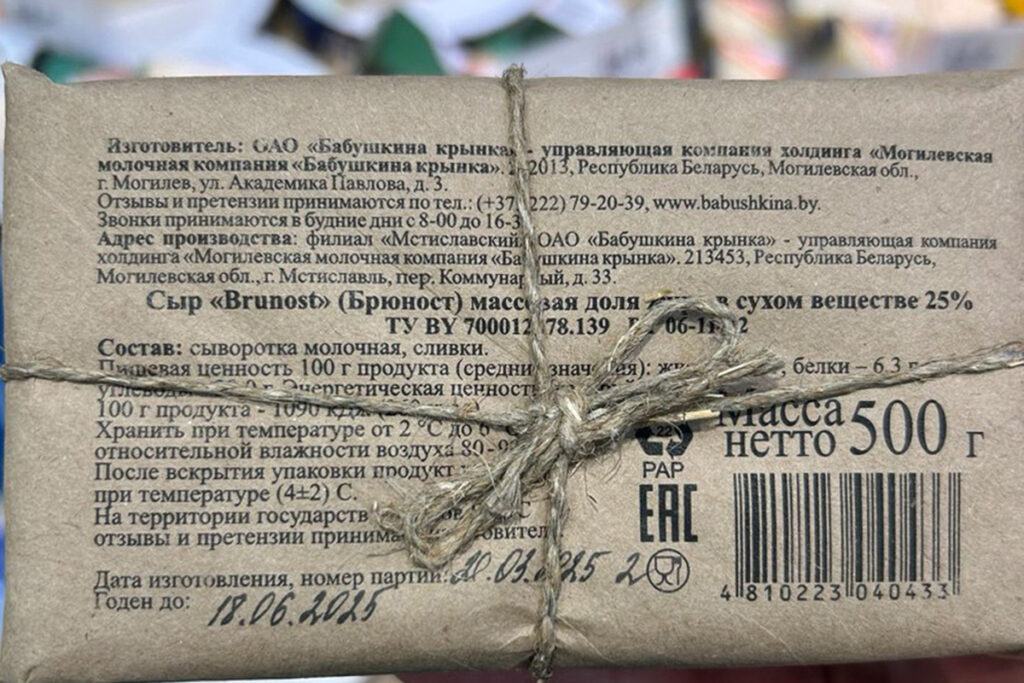 Изготовитель: ОАО «Бабушкина крынка» - управляющая компания холдинга «Могилевская
молочная компания «Бабушкина крынка». 2013, Республика Беларусь, Могилевская обл.,
г. Могилев, ул. Академика Павлова, д. 3.
Отзывы и претензии принимаются по тел.: (+37 222) 79-20-39, www.babushkina.by.
Звонки принимаются в будние дни с 8-00 до 16-3
Адрес производства: филиал «Мстиславский» ОАО «Бабушкина крынка» - управляющая компания
холдинга «Могилевская молочная компания «Бабушкина крынка». 213453, Республика Беларусь,
Могилевская обл., г. Мстиславль, пер. Коммунарный, д. 33.
Сыр «Brunost» (Брюност) массовая доля жира в сухом веществе 25%
ТУ BY 700012 78.139
Состав: сыворотка молочная, сливки.
Пищевая ценность 100 г продукта (средние значения): белки – 6.3 г
углеводы Энергетическая ценность
100 г продукта - 1090 кДж
Хранить при температуре от 2 °С до 6
относительной влажности воздуха 80-9
После вскрытия упаковки продукт
при температуре (4±2) С.
На территории государств
отзывы и претензии
Масса
нетто 500 г
22
PAP
EAC
Дата изготовления, номер партии: 20.03.2025 2
Годен до: 18.06.2025
4 810223 040433